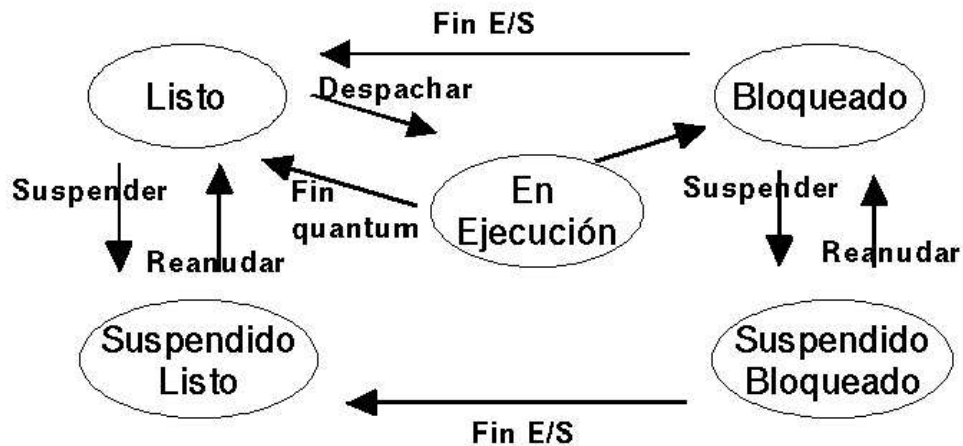 Fin E/S
Listo
Despachar
Bloqueado
Suspender
Fin
quantum
En
Ejecución
Suspender
Reanudar
Reanudar
Suspendido
Listo
Suspendido
Bloqueado
Fin E/S